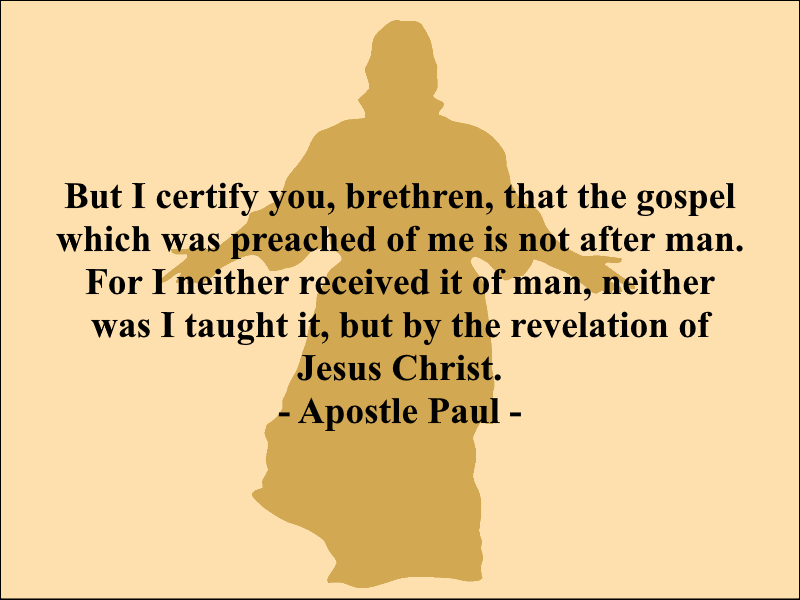 But I certify you, brethren, that the gospel
which was preached of me is not after man.
For I neither received it of man, neither
was I taught it, but by the revelation of
Jesus Christ.
- Apostle Paul -